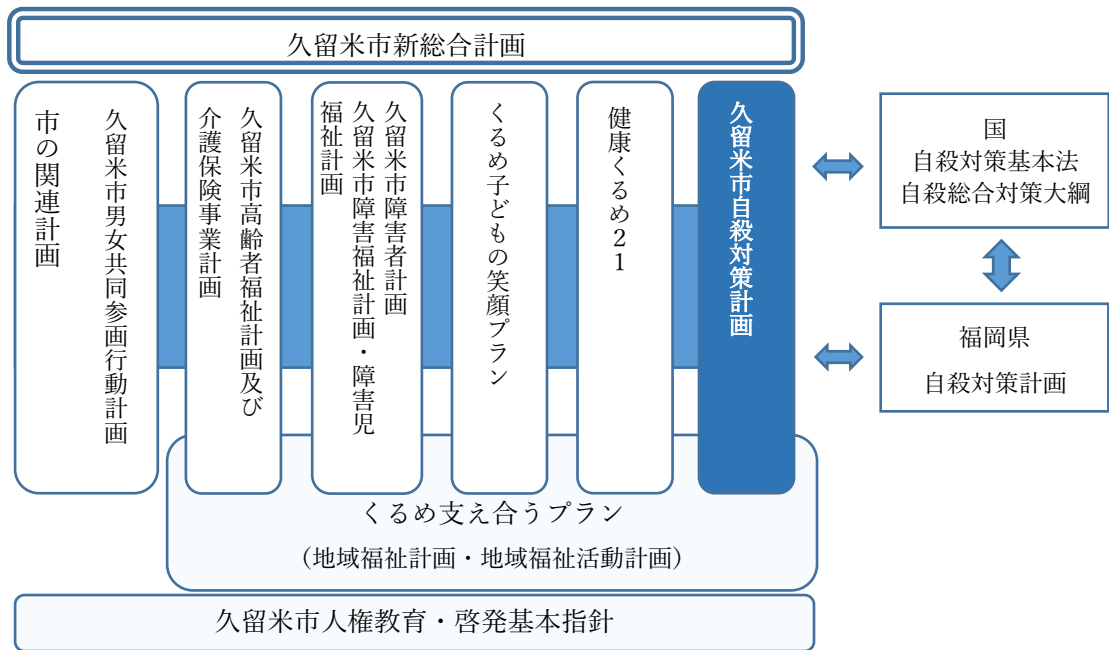 久留米市新総合計画
久留米市男女共同参画行動計画
市の関連計画
久留米市高齢者福祉計画及び
介護保険事業計画
久留米市障害者計画
久留米市障害福祉計画・障害児
福祉計画
くるめ子どもの笑顔プラン
健康くるめ21
久留米市自殺対策計画
国
自殺対策基本法
自殺総合対策大綱
福岡県
自殺対策計画
くるめ支え合うプラン
（地域福祉計画・地域福祉活動計画）
久留米市人権教育・啓発基本指針